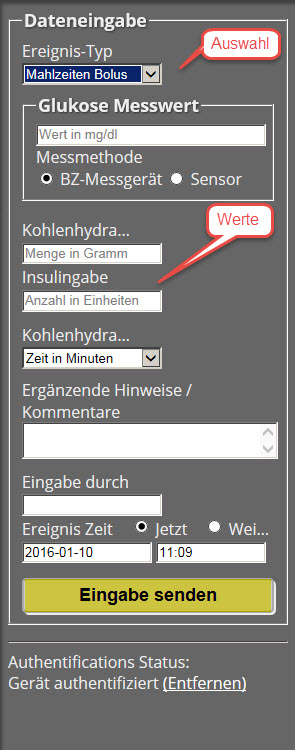 Dateneingabe
Ereignis-Typ
Auswahl
Mahlzeiten Bolus
Glukose Messwert
Wert in mg/dl
Messmethode
BZ-Messgerät Sensor
Werte
Kohlenhydra...
Menge in Gramm
Insulingabe
Anzahl in Einheiten
Kohlenhydra...
Zeit in Minuten
Ergänzende Hinweise /
Kommentare
Eingabe durch
Ereignis Zeit Jetzt Wei...
2016-01-10 11:09
Eingabe senden
Authentifications Status:
Gerät authentifiziert (Entfernen)